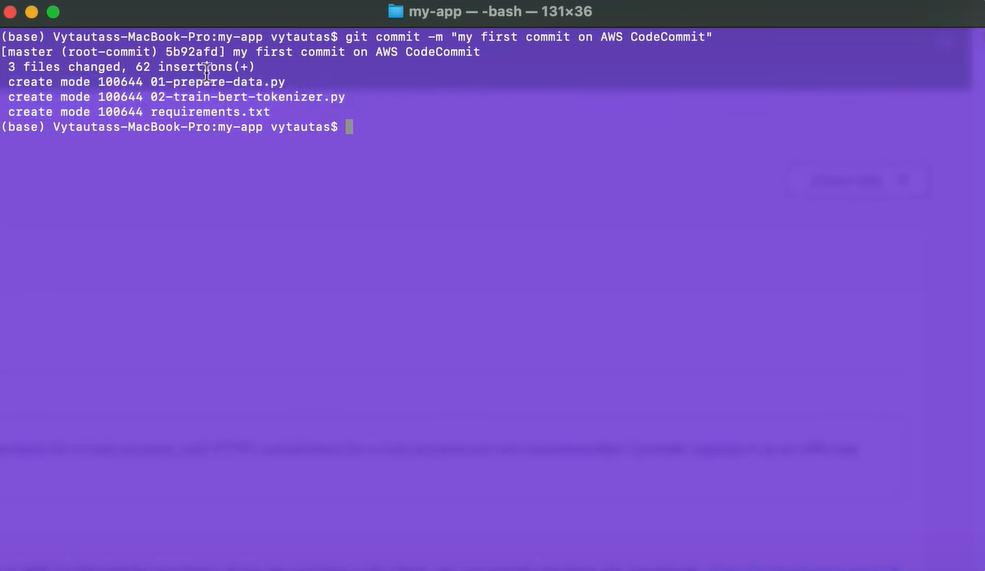 my-app — -bash — 131×36
(base) Vytautass-MacBook-Pro:my-app vytautas$ git commit -m "my first commit on AWS CodeCommit"
[master (root-commit) 5b92afd] my first commit on AWS CodeCommit
3 files changed, 62 insertions(+)
create mode 100644 01-prepare-data.py
create mode 100644 02-train-bert-tokenizer.py
create mode 100644 requirements.txt
(base) Vytautass-MacBook-Pro:my-app vytautas$